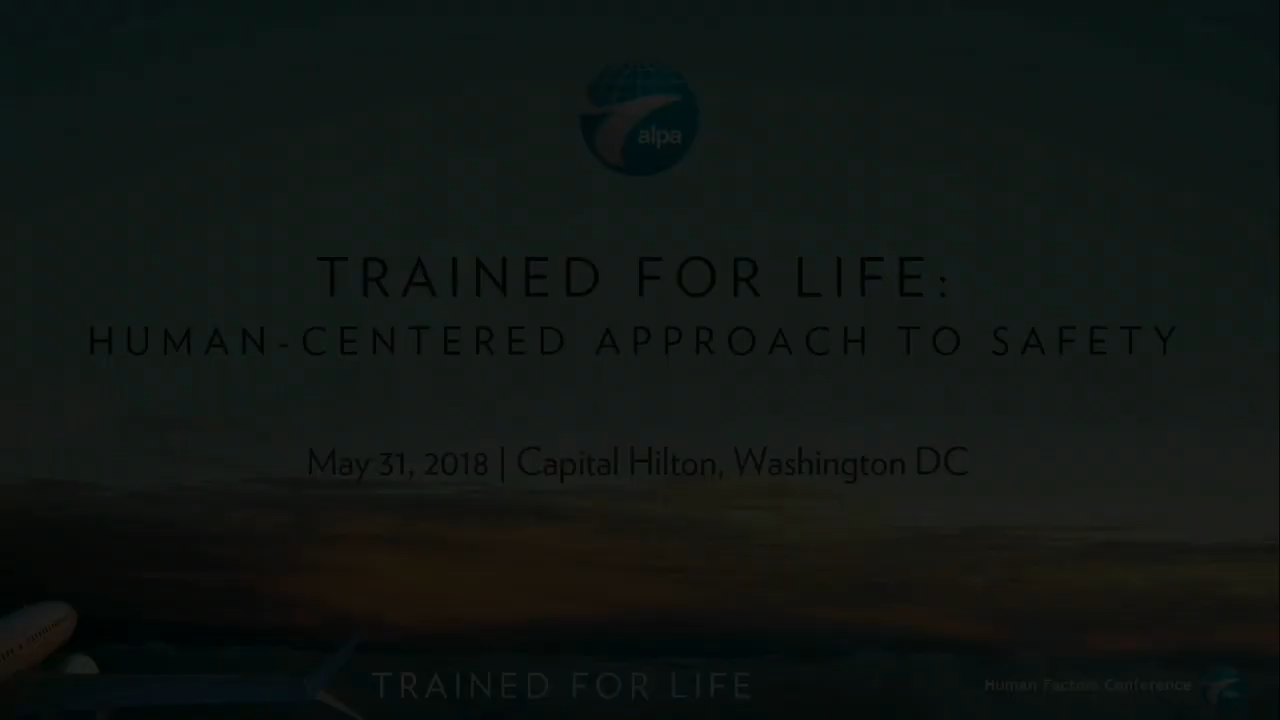 alpa
TRAINED FOR LIFE:
HUMAN-CENTERED APPROACH TO SAFETY
May 31, 2018 | Capital Hilton, Washington DC
TRAINED FOR LIFE
Human Factors Conference